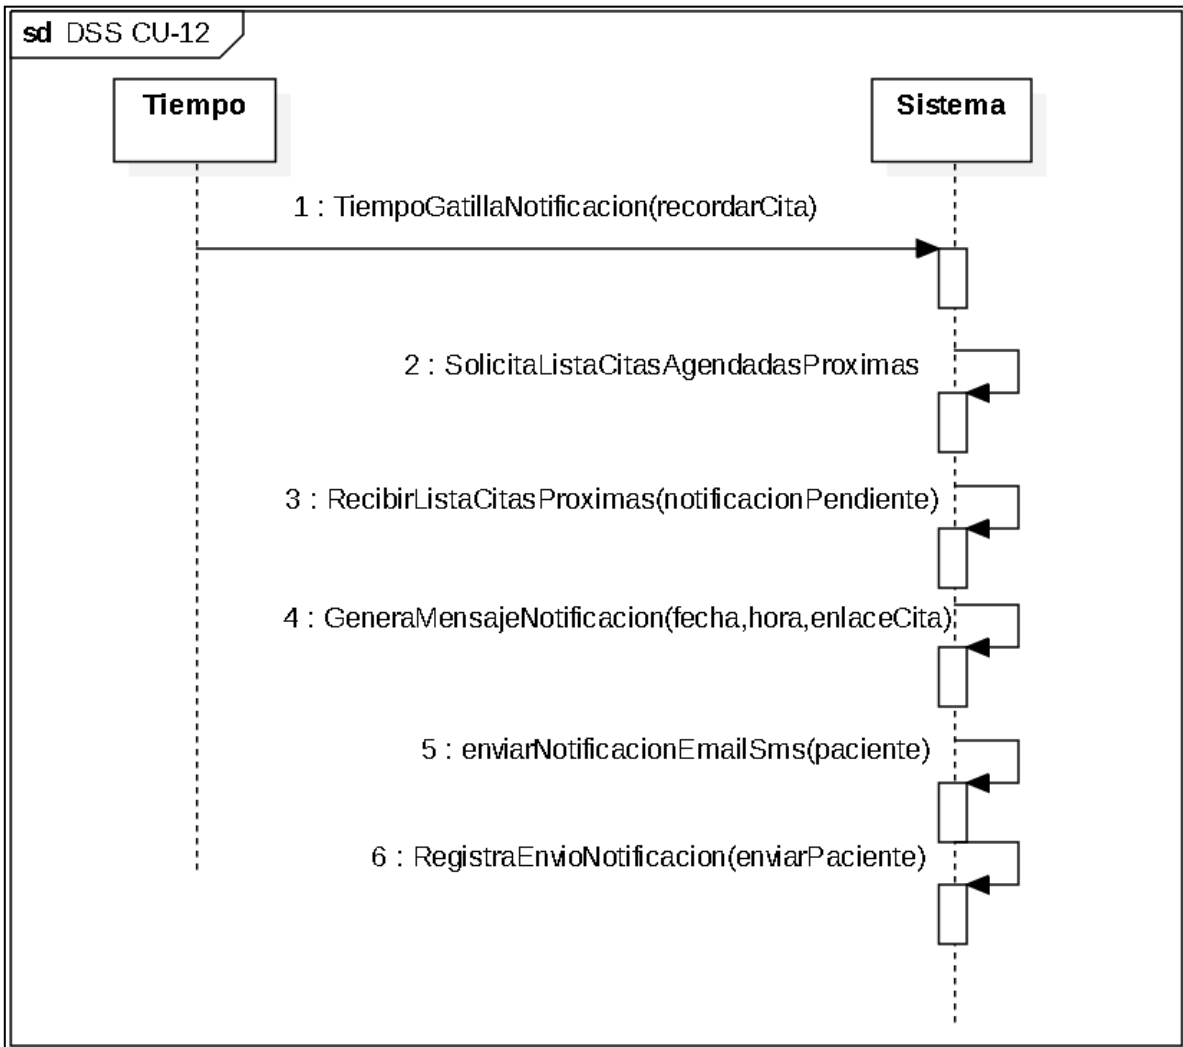 sd DSS CU-12
Tiempo
Sistema
1 : TiempoGatillaNotificacion(recordarCita)
2 : SolicitaListaCitasAgendadasProximas
3 : RecibirListaCitasProximas(notificacionPendiente)
4 : GeneraMensajeNotificacion(fecha,hora,enlaceCita)
5 : enviarNotificacionEmailSms(paciente)
6 : RegistraEnvioNotificacion(enviarPaciente)